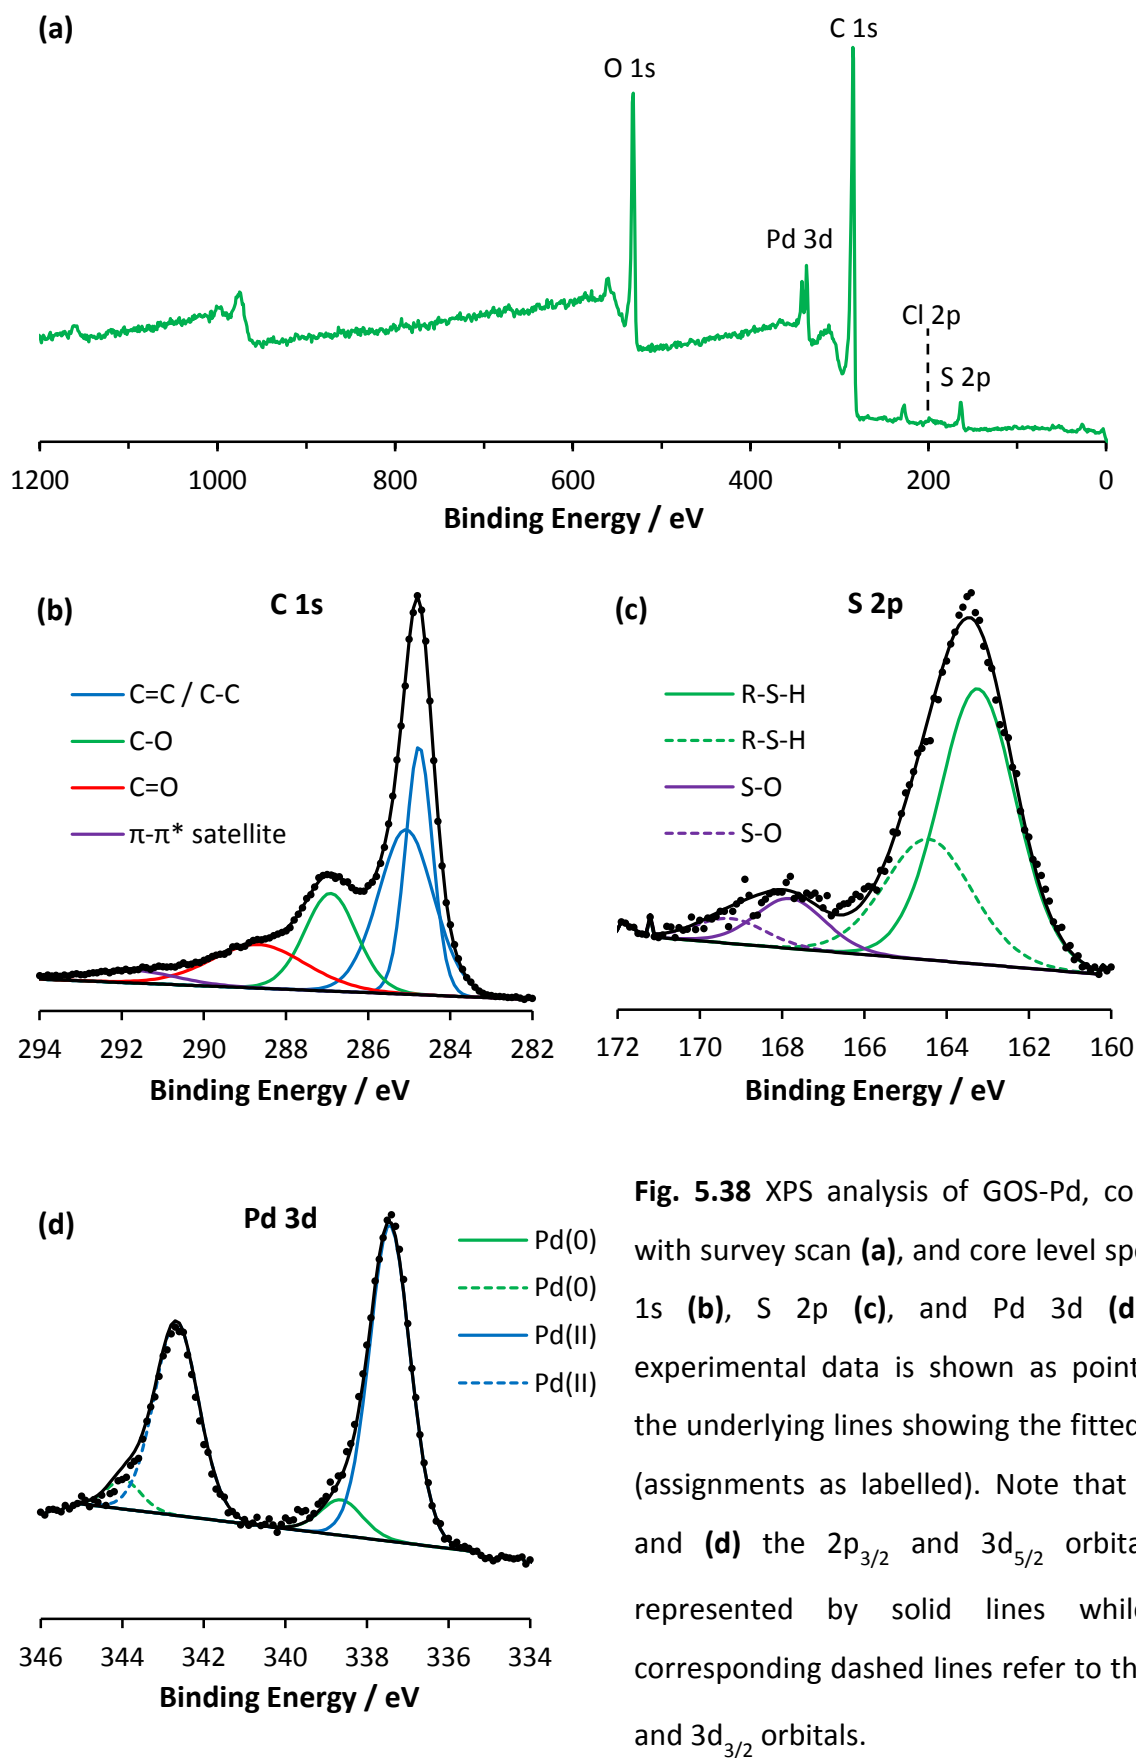 (a)
C 1s
O 1s
Pd 3d
Cl 2p
S 2p
1200 1000 800 600 400 200 0
Binding Energy / eV
(b) C 1s
C=C / C-C
C-O
C=O
π-π* satellite
294 292 290 288 286 284 282
Binding Energy / eV
(c) S 2p
R-S-H
R-S-H
S-O
S-O
172 170 168 166 164 162 160
Binding Energy / eV
(d) Pd 3d
Pd(0)
Pd(0)
Pd(II)
Pd(II)
346 344 342 340 338 336 334
Binding Energy / eV
Fig. 5.38 XPS analysis of GOS-Pd, co
with survey scan (a), and core level spe
1s (b), S 2p (c), and Pd 3d (d
experimental data is shown as point
the underlying lines showing the fitted
(assignments as labelled). Note that
and (d) the 2p3/2 and 3d5/2 orbita
represented by solid lines while
corresponding dashed lines refer to th
and 3d3/2 orbitals.